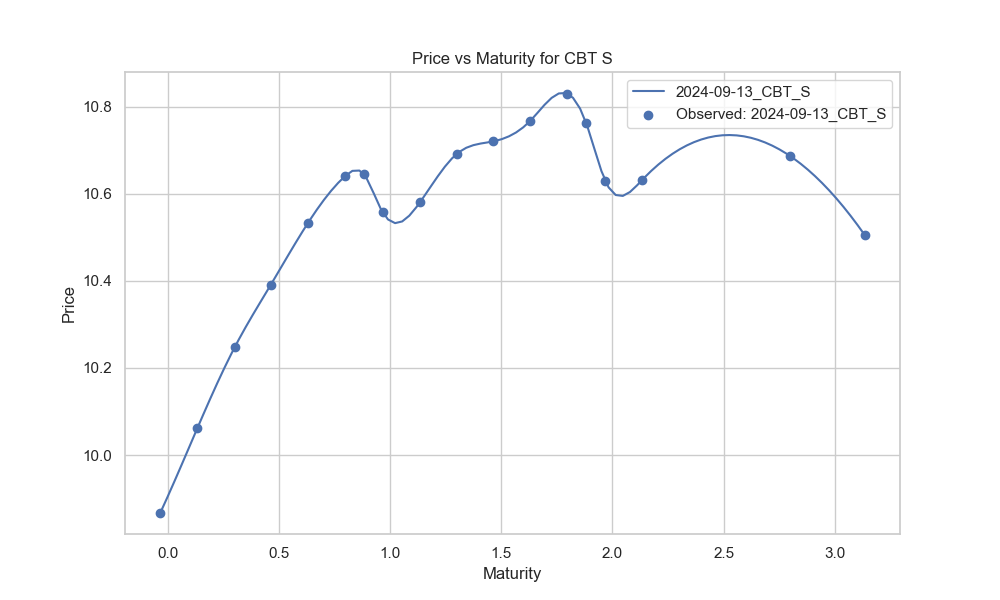 Price vs Maturity for CBT S
2024-09-13_CBT_S
Observed: 2024-09-13_CBT_S
10.8
10.6
10.4
10.2
10.0
Price
0.0 0.5 1.0 1.5 2.0 2.5 3.0
Maturity